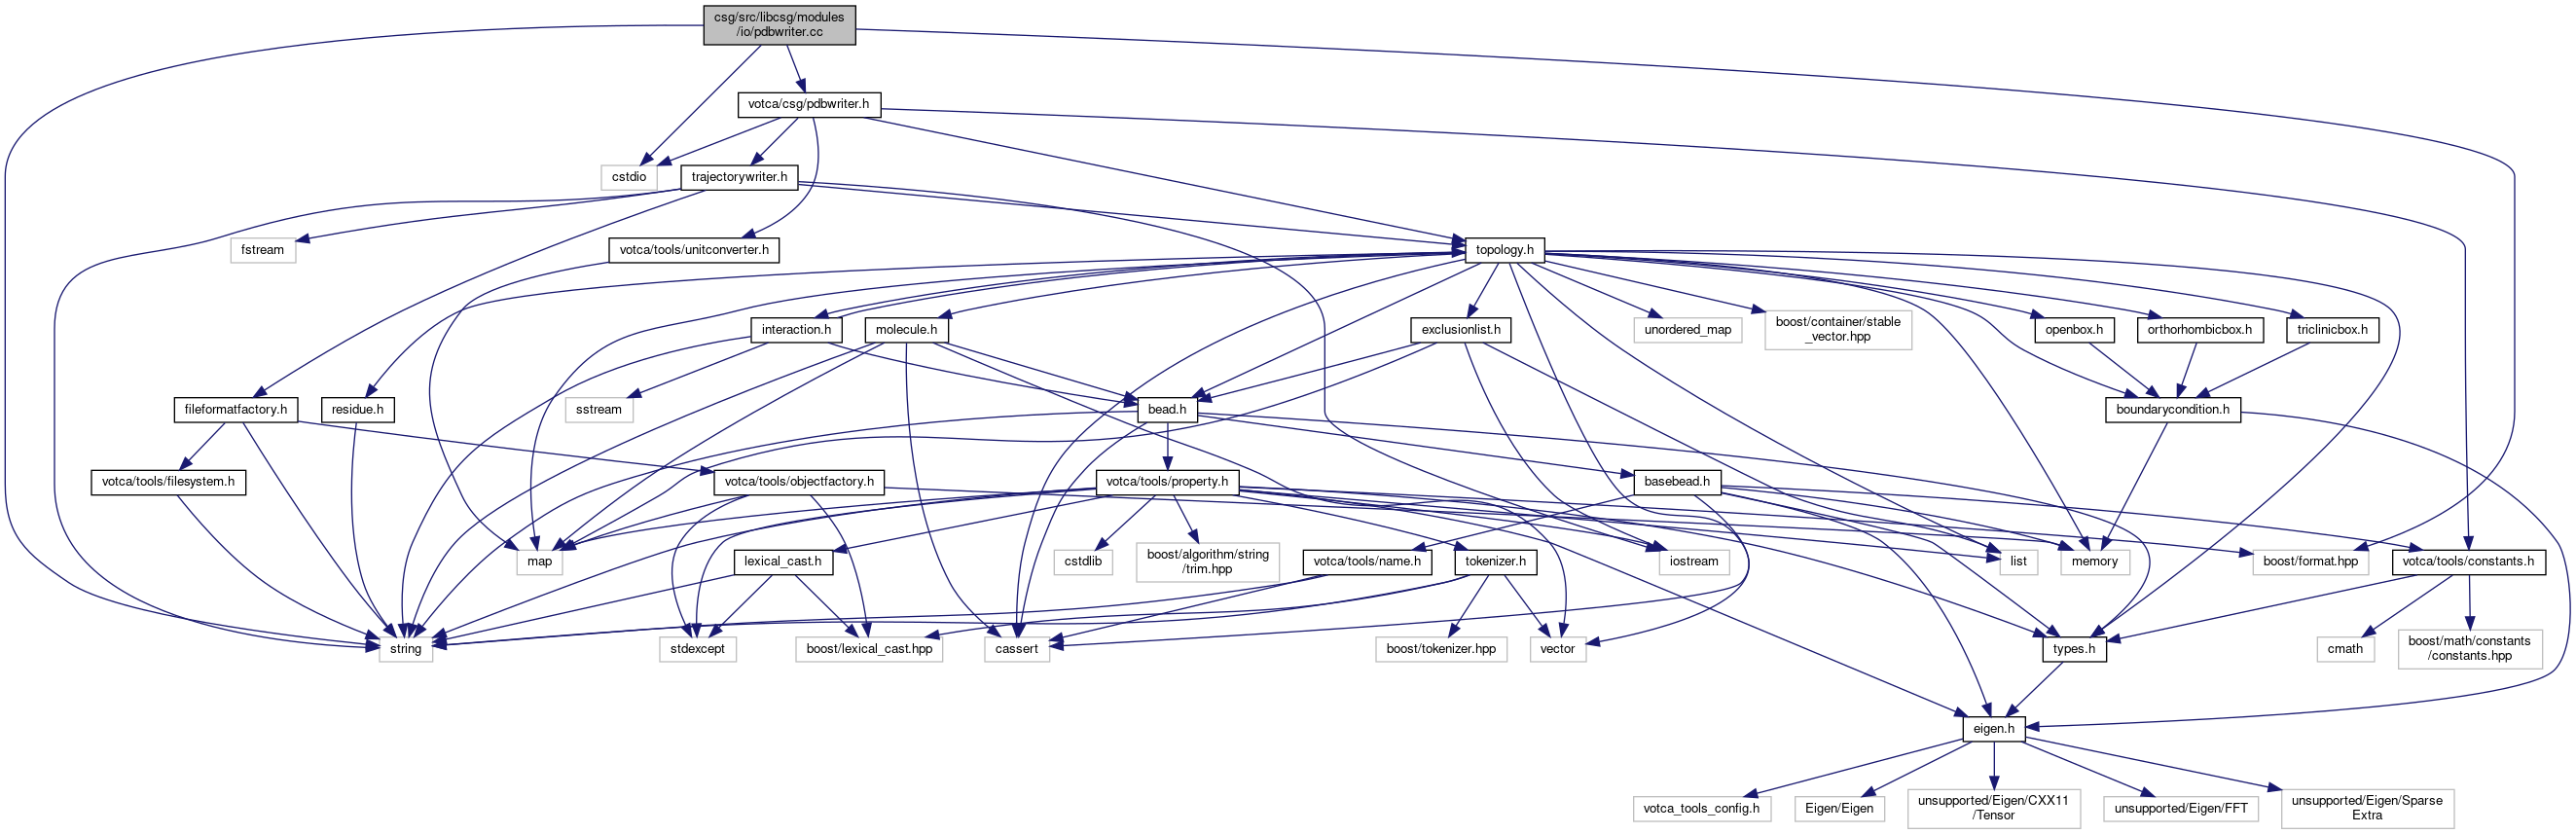 csg/src/libcsg/modules
/io/pdbwriter.cc
votca/csg/pdbwriter.h
cstdio
trajectorywriter.h
fstream
votca/tools/unitconverter.h
topology.h
interaction.h
molecule.h
exclusionlist.h
unordered_map
boost/container/stable
_vector.hpp
openbox.h
orthorhombicbox.h
triclinicbox.h
fileformatfactory.h
residue.h
sstream
bead.h
boundarycondition.h
votca/tools/filesystem.h
votca/tools/objectfactory.h
votca/tools/property.h
basebead.h
map
lexical_cast.h
cstdlib
boost/algorithm/string
/trim.hpp
votca/tools/name.h
tokenizer.h
iostream
list
memory
boost/format.hpp
votca/tools/constants.h
string
stdexcept
boost/lexical_cast.hpp
cassert
boost/tokenizer.hpp
vector
types.h
cmath
boost/math/constants
/constants.hpp
eigen.h
votca_tools_config.h
Eigen/Eigen
unsupported/Eigen/CXX11
/Tensor
unsupported/Eigen/FFT
unsupported/Eigen/Sparse
Extra